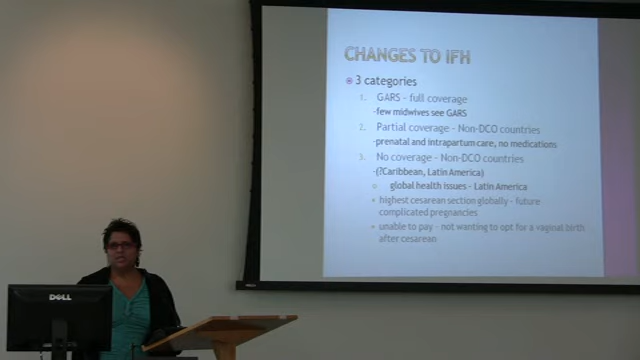 CHANGES TO IFH
3 categories
1. GARS - full coverage
-few midwives see GARS
2. Partial coverage - Non-DCO countries
-prenatal and intrapartum care, no medications
3. No coverage - Non-DCO countries
-(?Caribbean, Latin America)
global health issues - Latin America
highest cesarean section globally - future
complicated pregnancies
unable to pay - not wanting to opt for a vaginal birth
after cesarean
DELL